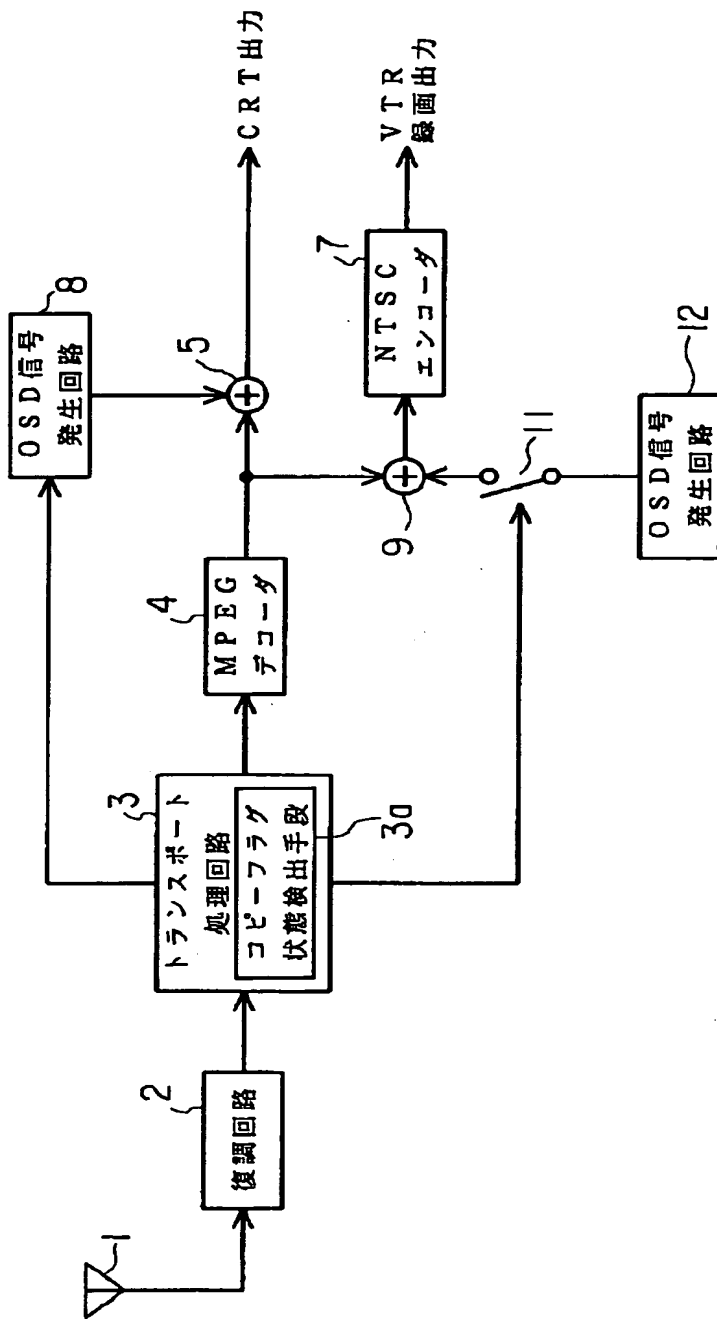 1
2
復調回路
3
トランスポート
処理回路
コピーフラグ
状態検出手段
3a
4
MPEG
デコーダ
8
OSD信号
発生回路
5
CRT出力
9
7
NTSC
エンコーダ
VTR
録画出力
11
12
OSD信号
発生回路